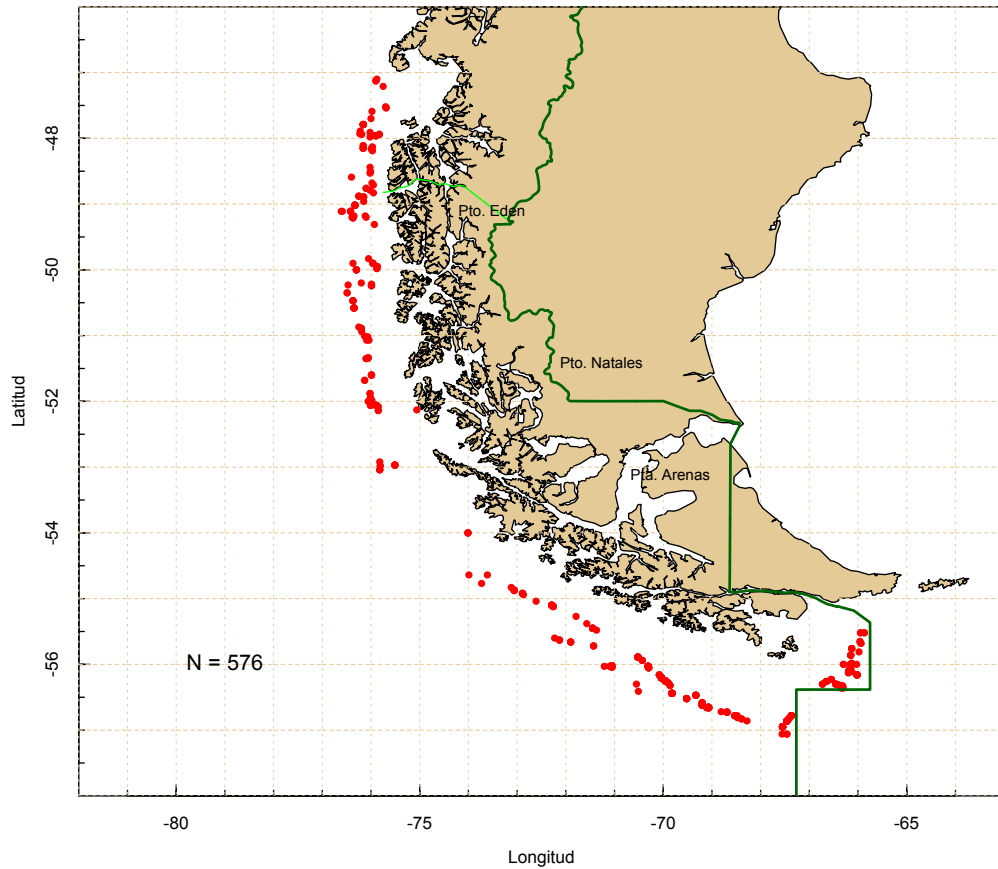 -48
Pto. Eden
-50
Pto. Natales
Latitud
-52
Pta. Arenas
-54
N = 576
-56
-80
-75
-70
-65
Longitud